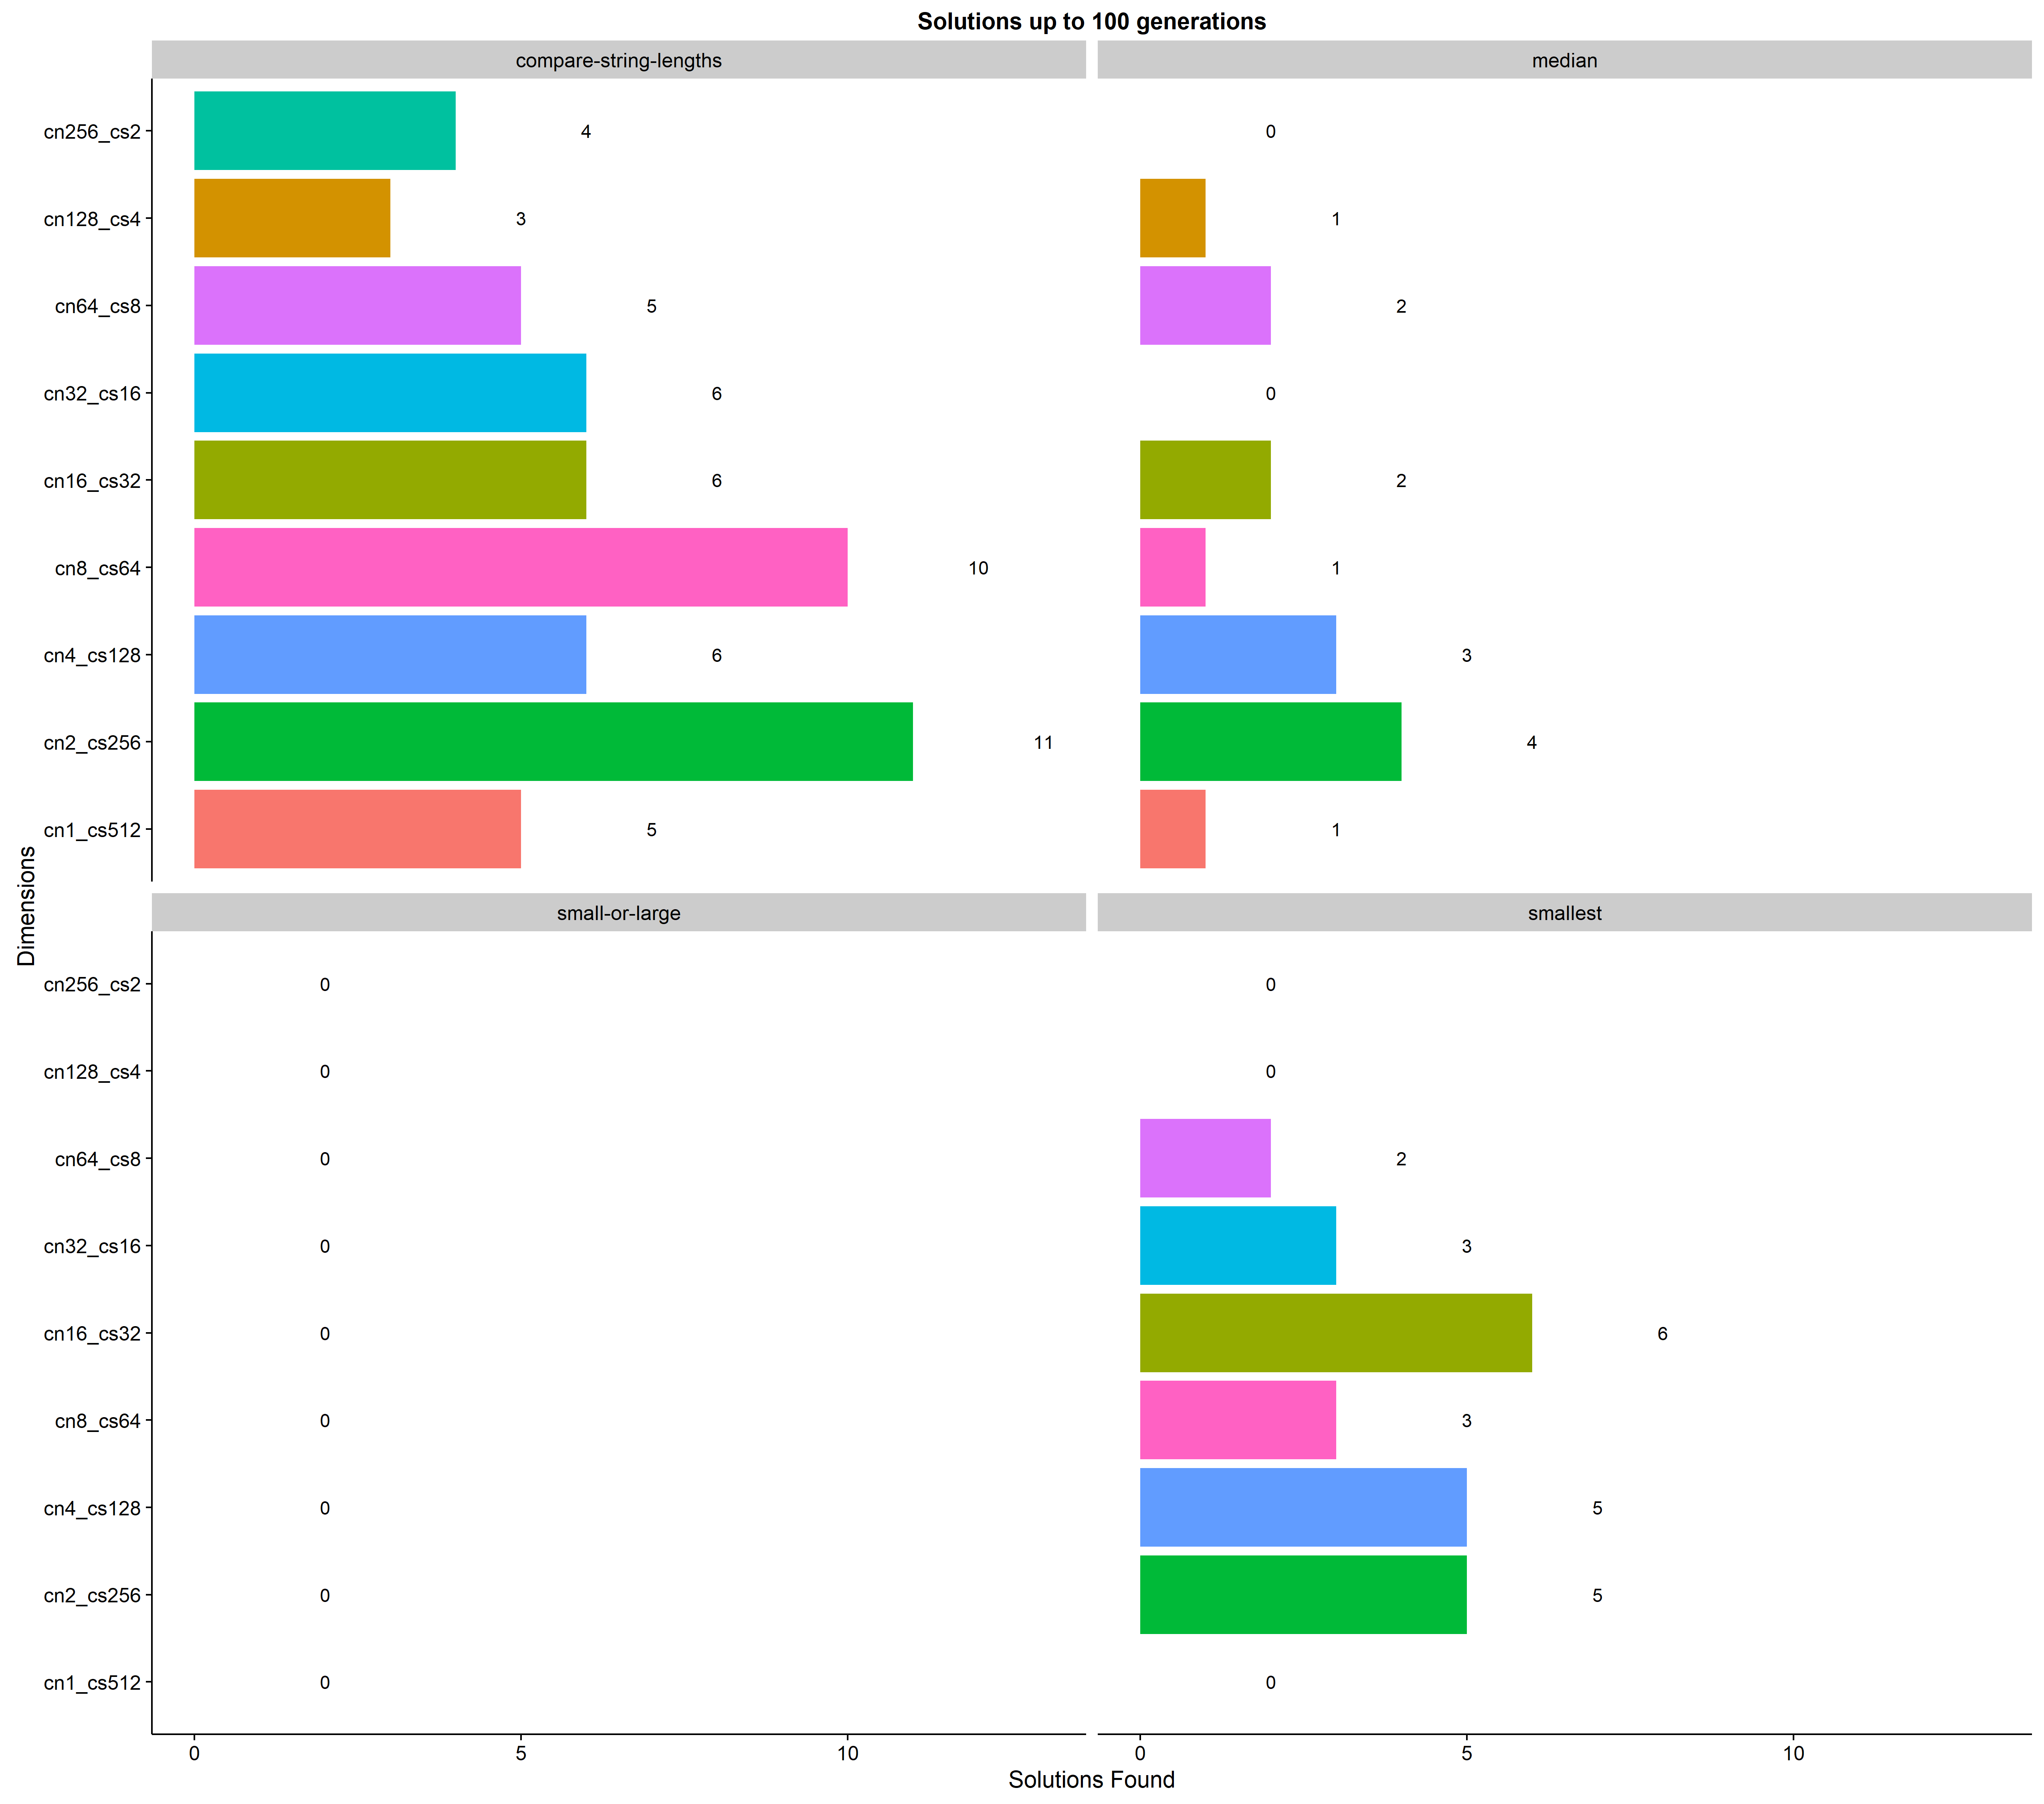 Solutions up to 100 generations
compare-string-lengths
median
cn256_cs2 4 0
cn128_cs4 3 1
cn64_cs8 5 2
cn32_cs16 6 0
cn16_cs32 6 2
cn8_cs64 10 1
cn4_cs128 6 3
cn2_cs256 11 4
cn1_cs512 5 1
Dimensions
small-or-large
smallest
cn256_cs2 0 0
cn128_cs4 0 0
cn64_cs8 0 2
cn32_cs16 0 3
cn16_cs32 0 6
cn8_cs64 0 3
cn4_cs128 0 5
cn2_cs256 0 5
cn1_cs512 0 0
0 5 10 0 5 10
Solutions Found